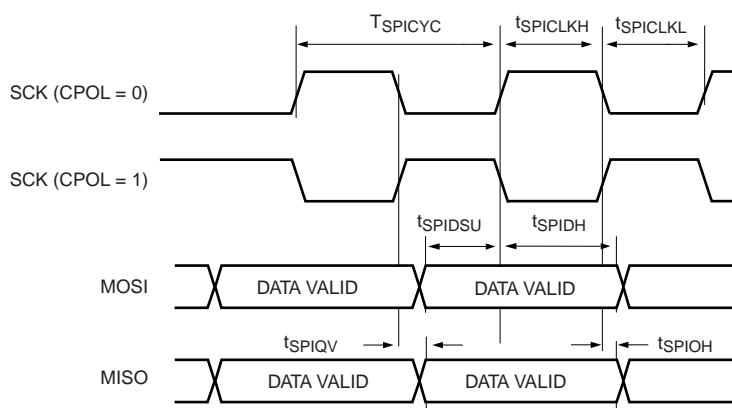 TSPICYC tSPICLKH tSPICLKL
SCK (CPOL = 0)
SCK (CPOL = 1)
tSPIDSU tSPIDH
MOSI DATA VALID DATA VALID
tSPIQV tSPIOH
MISO DATA VALID DATA VALID